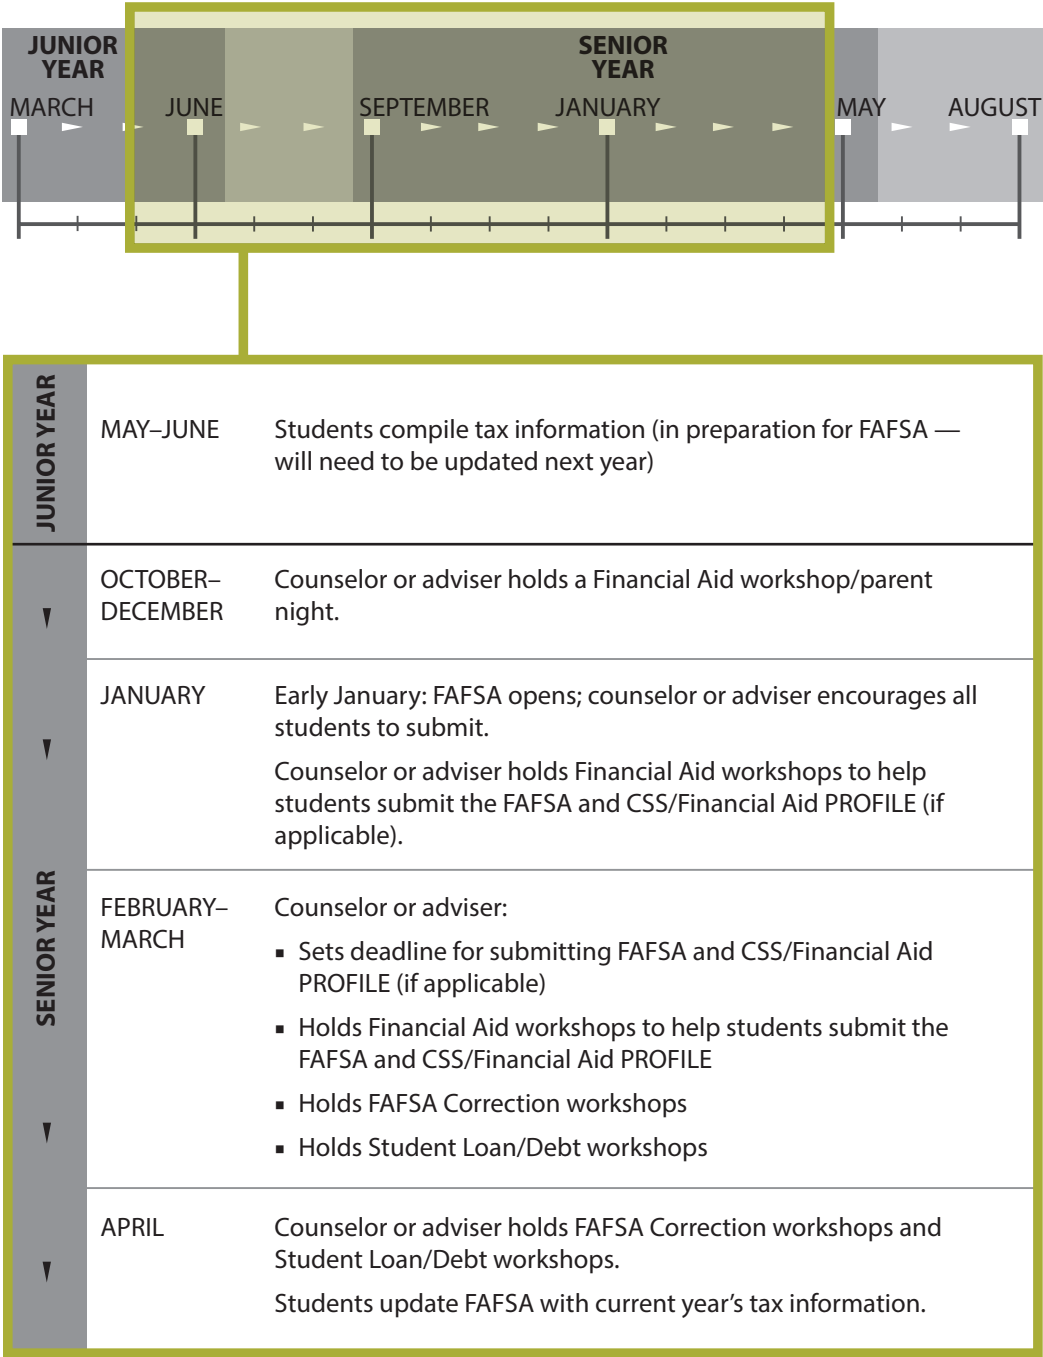 JUNIOR
YEAR
SENIOR
YEAR
MARCH
JUNE
SEPTEMBER
JANUARY
MAY
AUGUST
JUNIOR YEAR
MAY–JUNE
Students compile tax information (in preparation for FAFSA —
will need to be updated next year)
SENIOR YEAR
OCTOBER–
DECEMBER
Counselor or adviser holds a Financial Aid workshop/parent
night.
JANUARY
Early January: FAFSA opens; counselor or adviser encourages all
students to submit.
Counselor or adviser holds Financial Aid workshops to help
students submit the FAFSA and CSS/Financial Aid PROFILE (if
applicable).
FEBRUARY–
MARCH
Counselor or adviser:
▪ Sets deadline for submitting FAFSA and CSS/Financial Aid
PROFILE (if applicable)
▪ Holds Financial Aid workshops to help students submit the
FAFSA and CSS/Financial Aid PROFILE
▪ Holds FAFSA Correction workshops
▪ Holds Student Loan/Debt workshops
APRIL
Counselor or adviser holds FAFSA Correction workshops and
Student Loan/Debt workshops.
Students update FAFSA with current year's tax information.